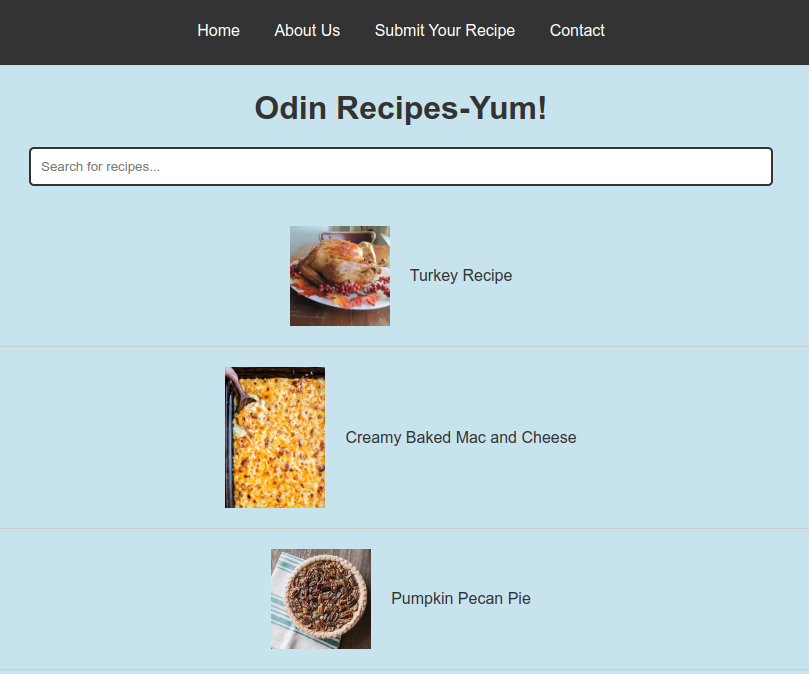 Home About Us Submit Your Recipe Contact
Odin Recipes-Yum!
Search for recipes...
Turkey Recipe
Creamy Baked Mac and Cheese
Pumpkin Pecan Pie